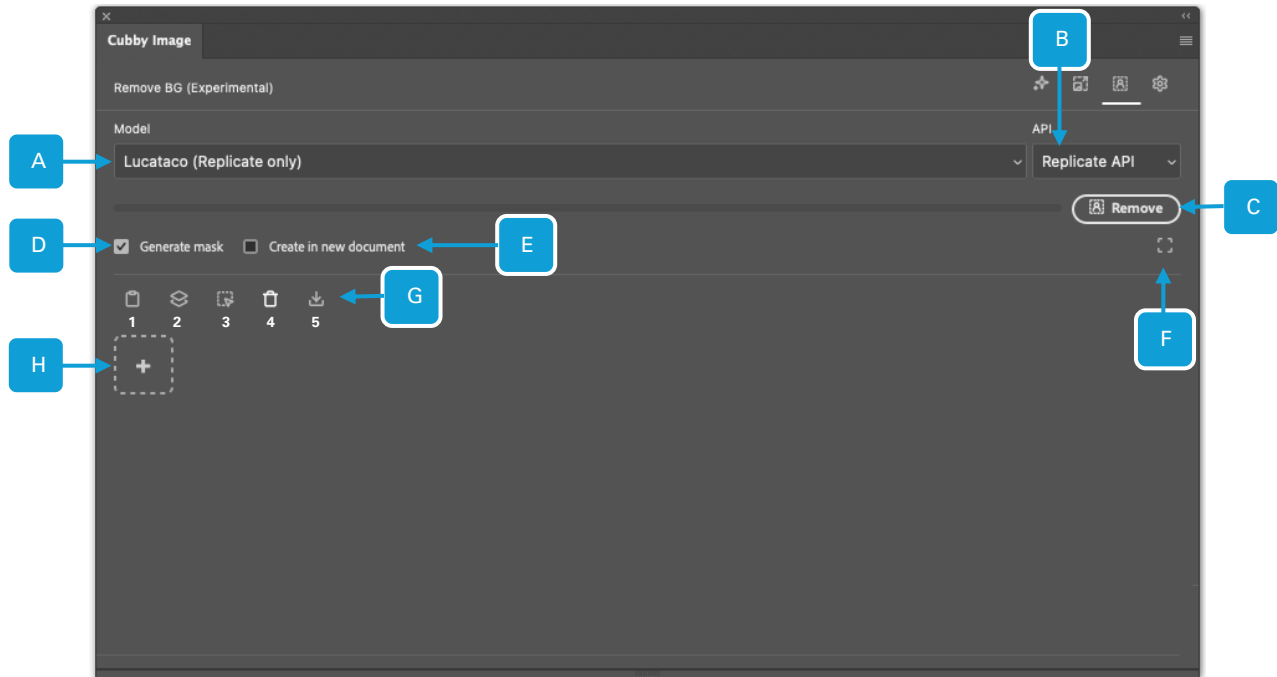 Cubby Image
B
Remove BG (Experimental)
Model
API
A
Lucataco (Replicate only)
Replicate API
Remove
C
D
Generate mask
Create in new document
E
G
1
2
3
4
5
F
H